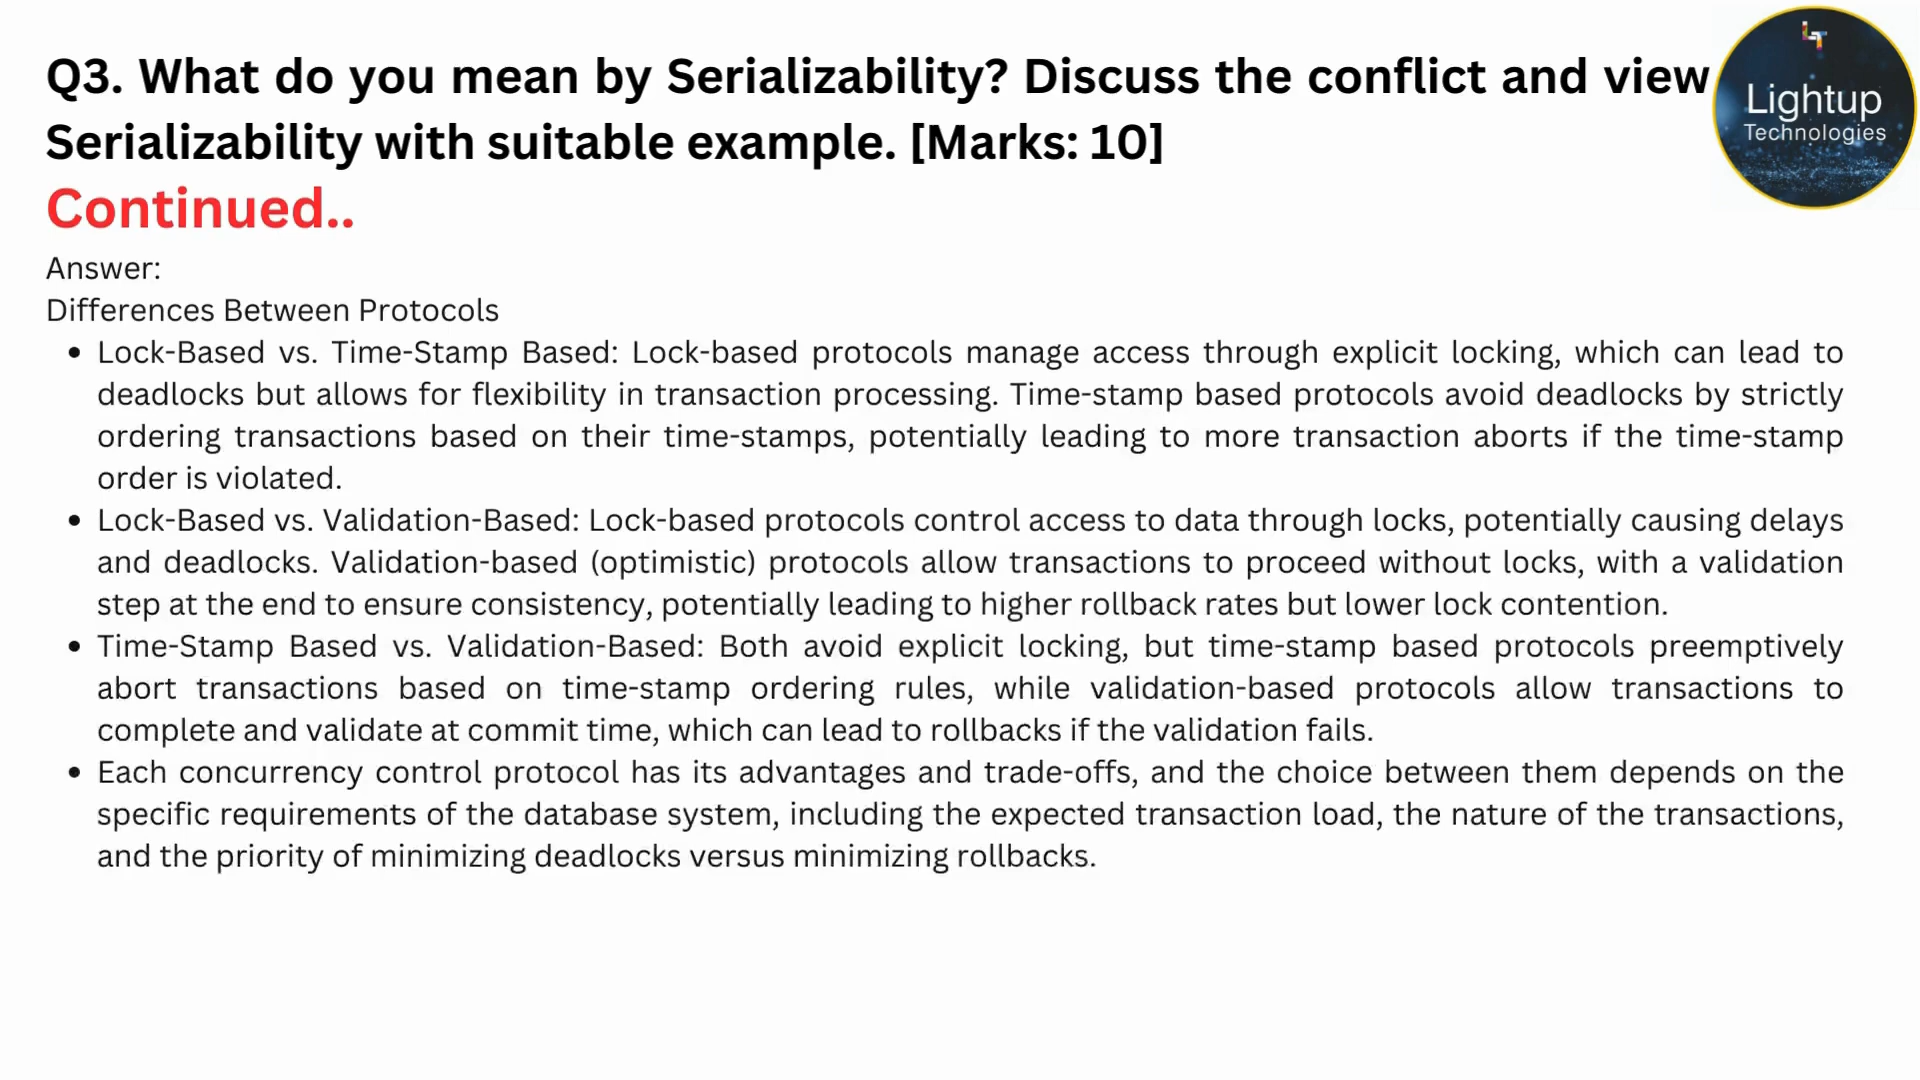 Q3. What do you mean by Serializability? Discuss the conflict and view
Serializability with suitable example. [Marks: 10]
Continued..
LT
Lightup
Technologies
Answer:
Differences Between Protocols
• Lock-Based vs. Time-Stamp Based: Lock-based protocols manage access through explicit locking, which can lead to
deadlocks but allows for flexibility in transaction processing. Time-stamp based protocols avoid deadlocks by strictly
ordering transactions based on their time-stamps, potentially leading to more transaction aborts if the time-stamp
order is violated.
• Lock-Based vs. Validation-Based: Lock-based protocols control access to data through locks, potentially causing delays
and deadlocks. Validation-based (optimistic) protocols allow transactions to proceed without locks, with a validation
step at the end to ensure consistency, potentially leading to higher rollback rates but lower lock contention.
• Time-Stamp Based vs. Validation-Based: Both avoid explicit locking, but time-stamp based protocols preemptively
abort transactions based on time-stamp ordering rules, while validation-based protocols allow transactions to
complete and validate at commit time, which can lead to rollbacks if the validation fails.
• Each concurrency control protocol has its advantages and trade-offs, and the choice between them depends on the
specific requirements of the database system, including the expected transaction load, the nature of the transactions,
and the priority of minimizing deadlocks versus minimizing rollbacks.